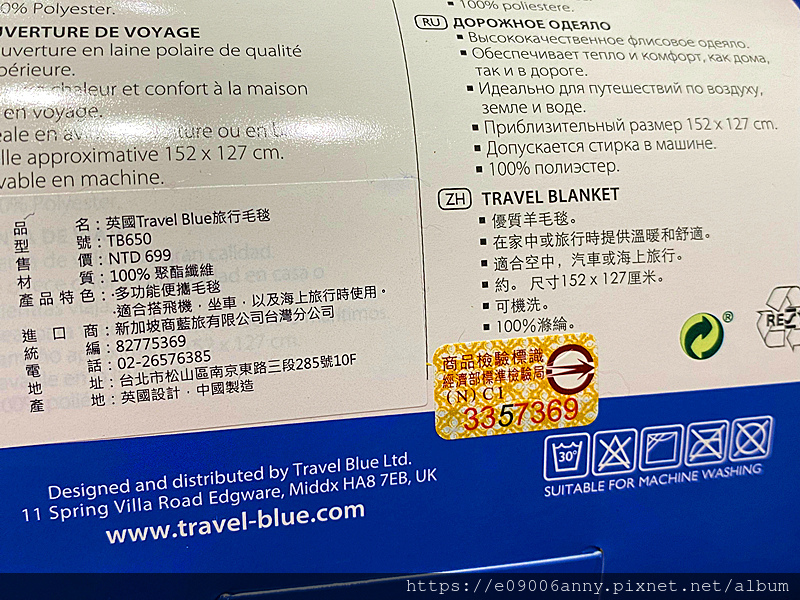 0% Polyester.
UVERTURE DE VOYAGE
uverture en laine polaire de qualité
périeure.
chaleur et confort à la maison
en voyage.
ale en ture ou en b
lle approximative 152 x 127 cm.
vable en machine.
品名：英國Travel Blue旅行毛毯
型號：TB650
售價：NTD 699
材質：100% 聚酯纖維
產品特色：·多功能便攜毛毯
·適合搭飛機，坐車，以及海上旅行時使用。
進口商：新加坡商藍旅有限公司台灣分公司
統編：82775369
電話：02-26576385
地址：台北市松山區南京東路三段285號10F
產地：英國設計，中國製造
100% poliestere.
RU ДОРОЖНОЕ ОДЕЯЛО
▪ Высококачественное флисовое одеяло.
▪ Обеспечивает тепло и комфорт, как дома,
так и в дороге.
▪ Идеально для путешествий по воздуху,
земле и воде.
▪ Приблизительный размер 152 x 127 cm.
▪ Допускается стирка в машине.
▪ 100% полиэстер.
ZH TRAVEL BLANKET
▪ 優質羊毛毯。
▪ 在家中或旅行時提供溫暖和舒適。
▪ 適合空中，汽車或海上旅行。
▪ 約。 尺寸152 x 127厘米。
▪ 可機洗。
▪ 100%滌綸。
®
商品檢驗標識
經濟部標準檢驗局
(N) C1
3357369
30°
SUITABLE FOR MACHINE WASHING
Designed and distributed by Travel Blue Ltd.
11 Spring Villa Road Edgware, Middx HA8 7EB, UK
www.travel-blue.com
https://e09006anny.pixnet.net/album